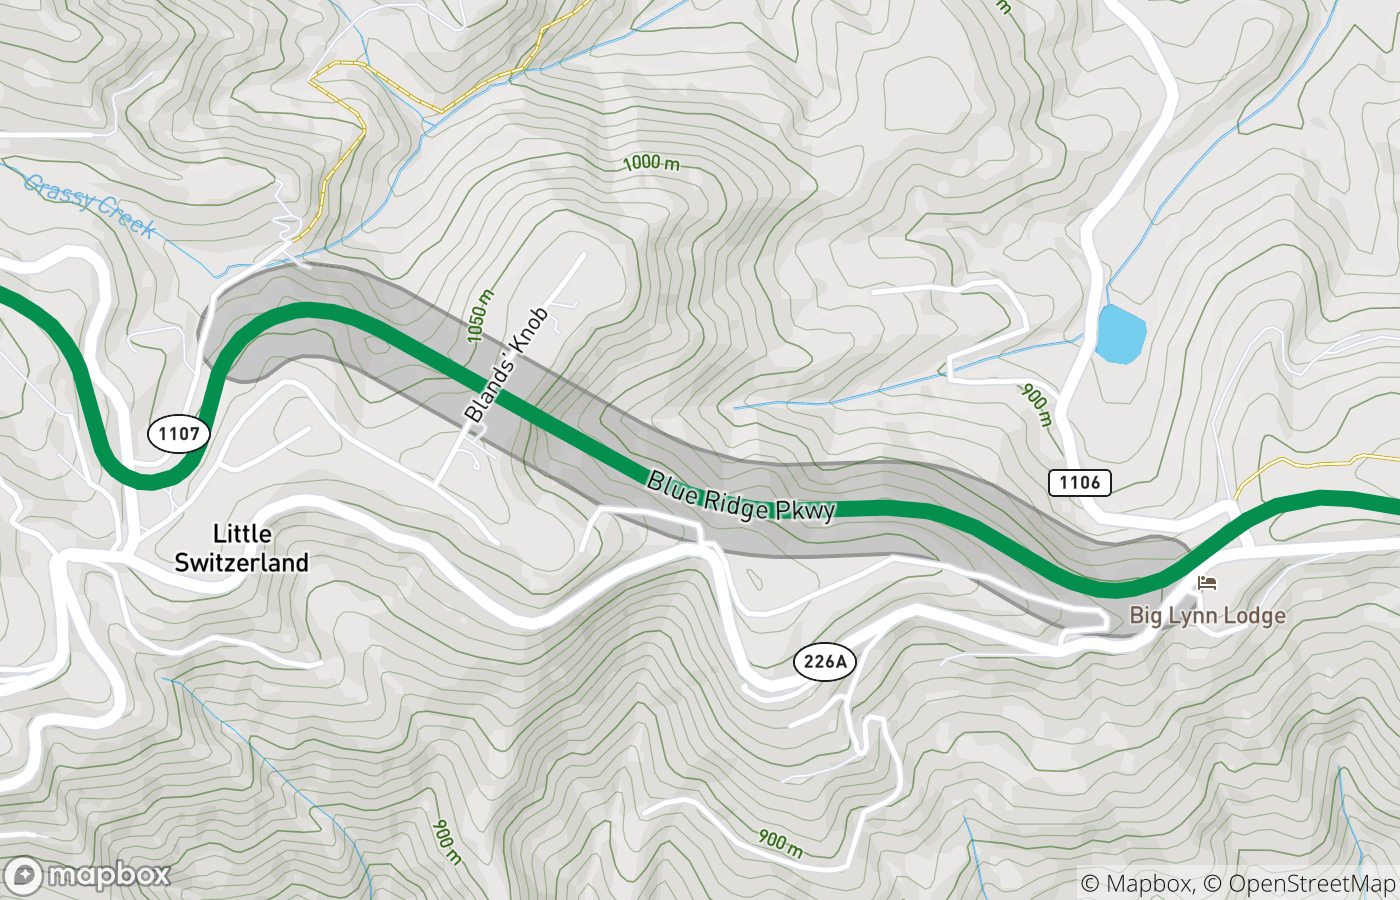 m
1000 m
Grassy Creek
1050 m
Blands' Knob
900 m
1107
1106
Blue Ridge Pkwy
Little
Switzerland
Big Lynn Lodge
226A
900 m
900 m
mapbox
© Mapbox, © OpenStreetMap